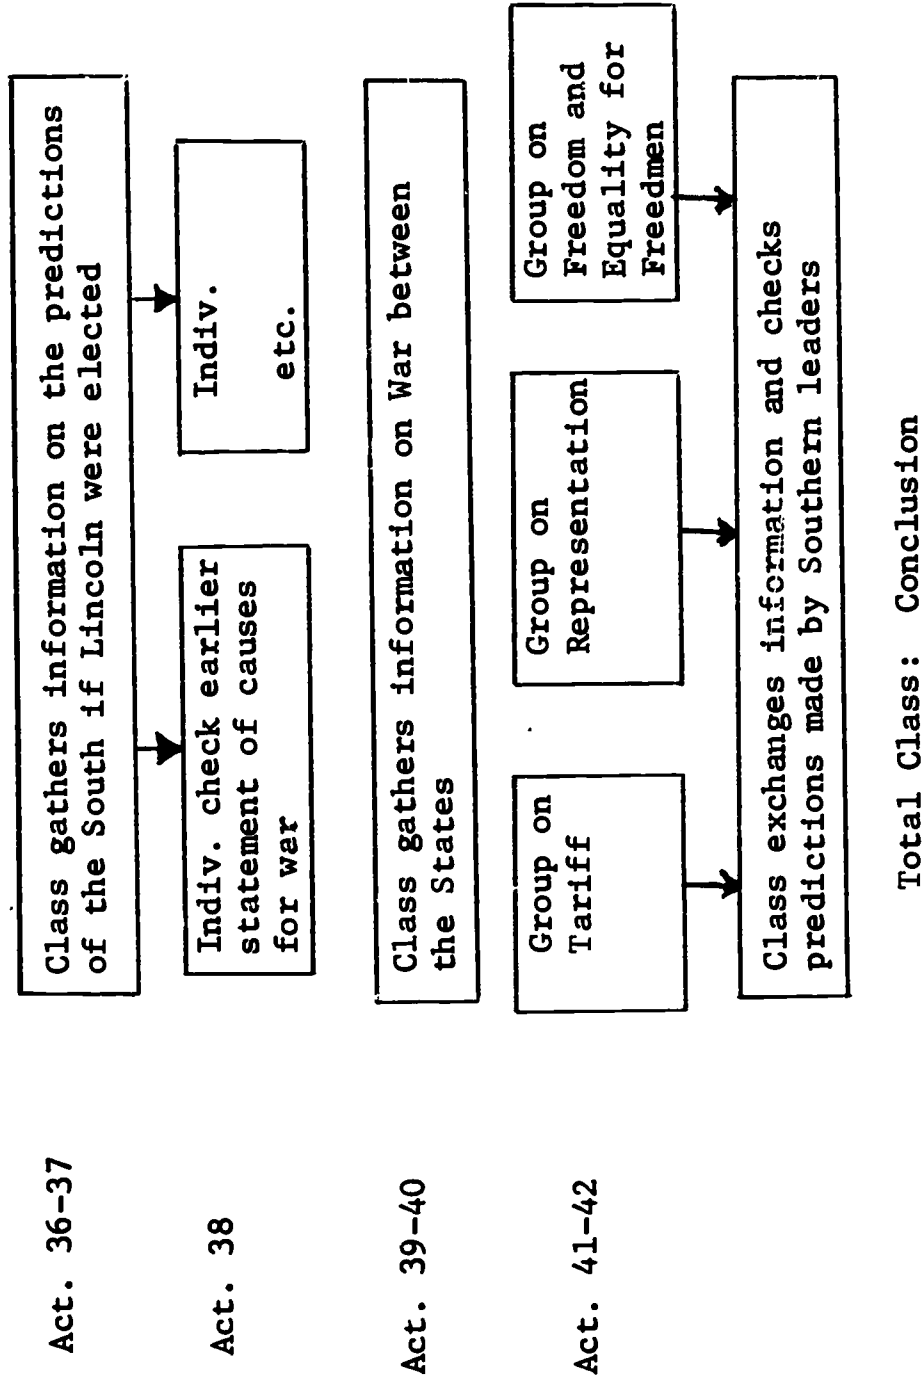 Act. 36-37
Class gathers information on the predictions
of the South if Lincoln were elected
Act. 38
Indiv. check earlier
statement of causes
for war
Indiv.
etc.
Act. 39-40
Class gathers information on War between
the States
Act. 41-42
Group on
Tariff
Group on
Representation
Group on
Freedom and
Equality for
Freedmen
Class exchanges information and checks
predictions made by Southern leaders
Total Class: Conclusion